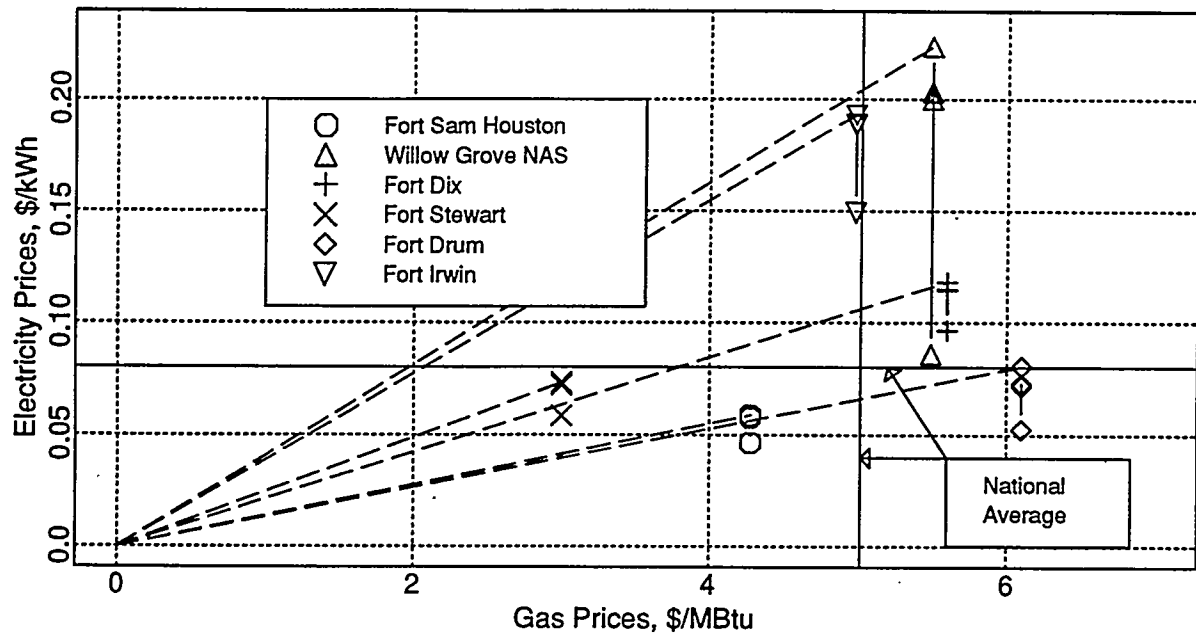 Electricity Prices, $/kWh
0.20
0.15
0.10
0.05
0.0
Fort Sam Houston
Willow Grove NAS
Fort Dix
Fort Stewart
Fort Drum
Fort Irwin
National
Average
0 2 4 6
Gas Prices, $/MBtu